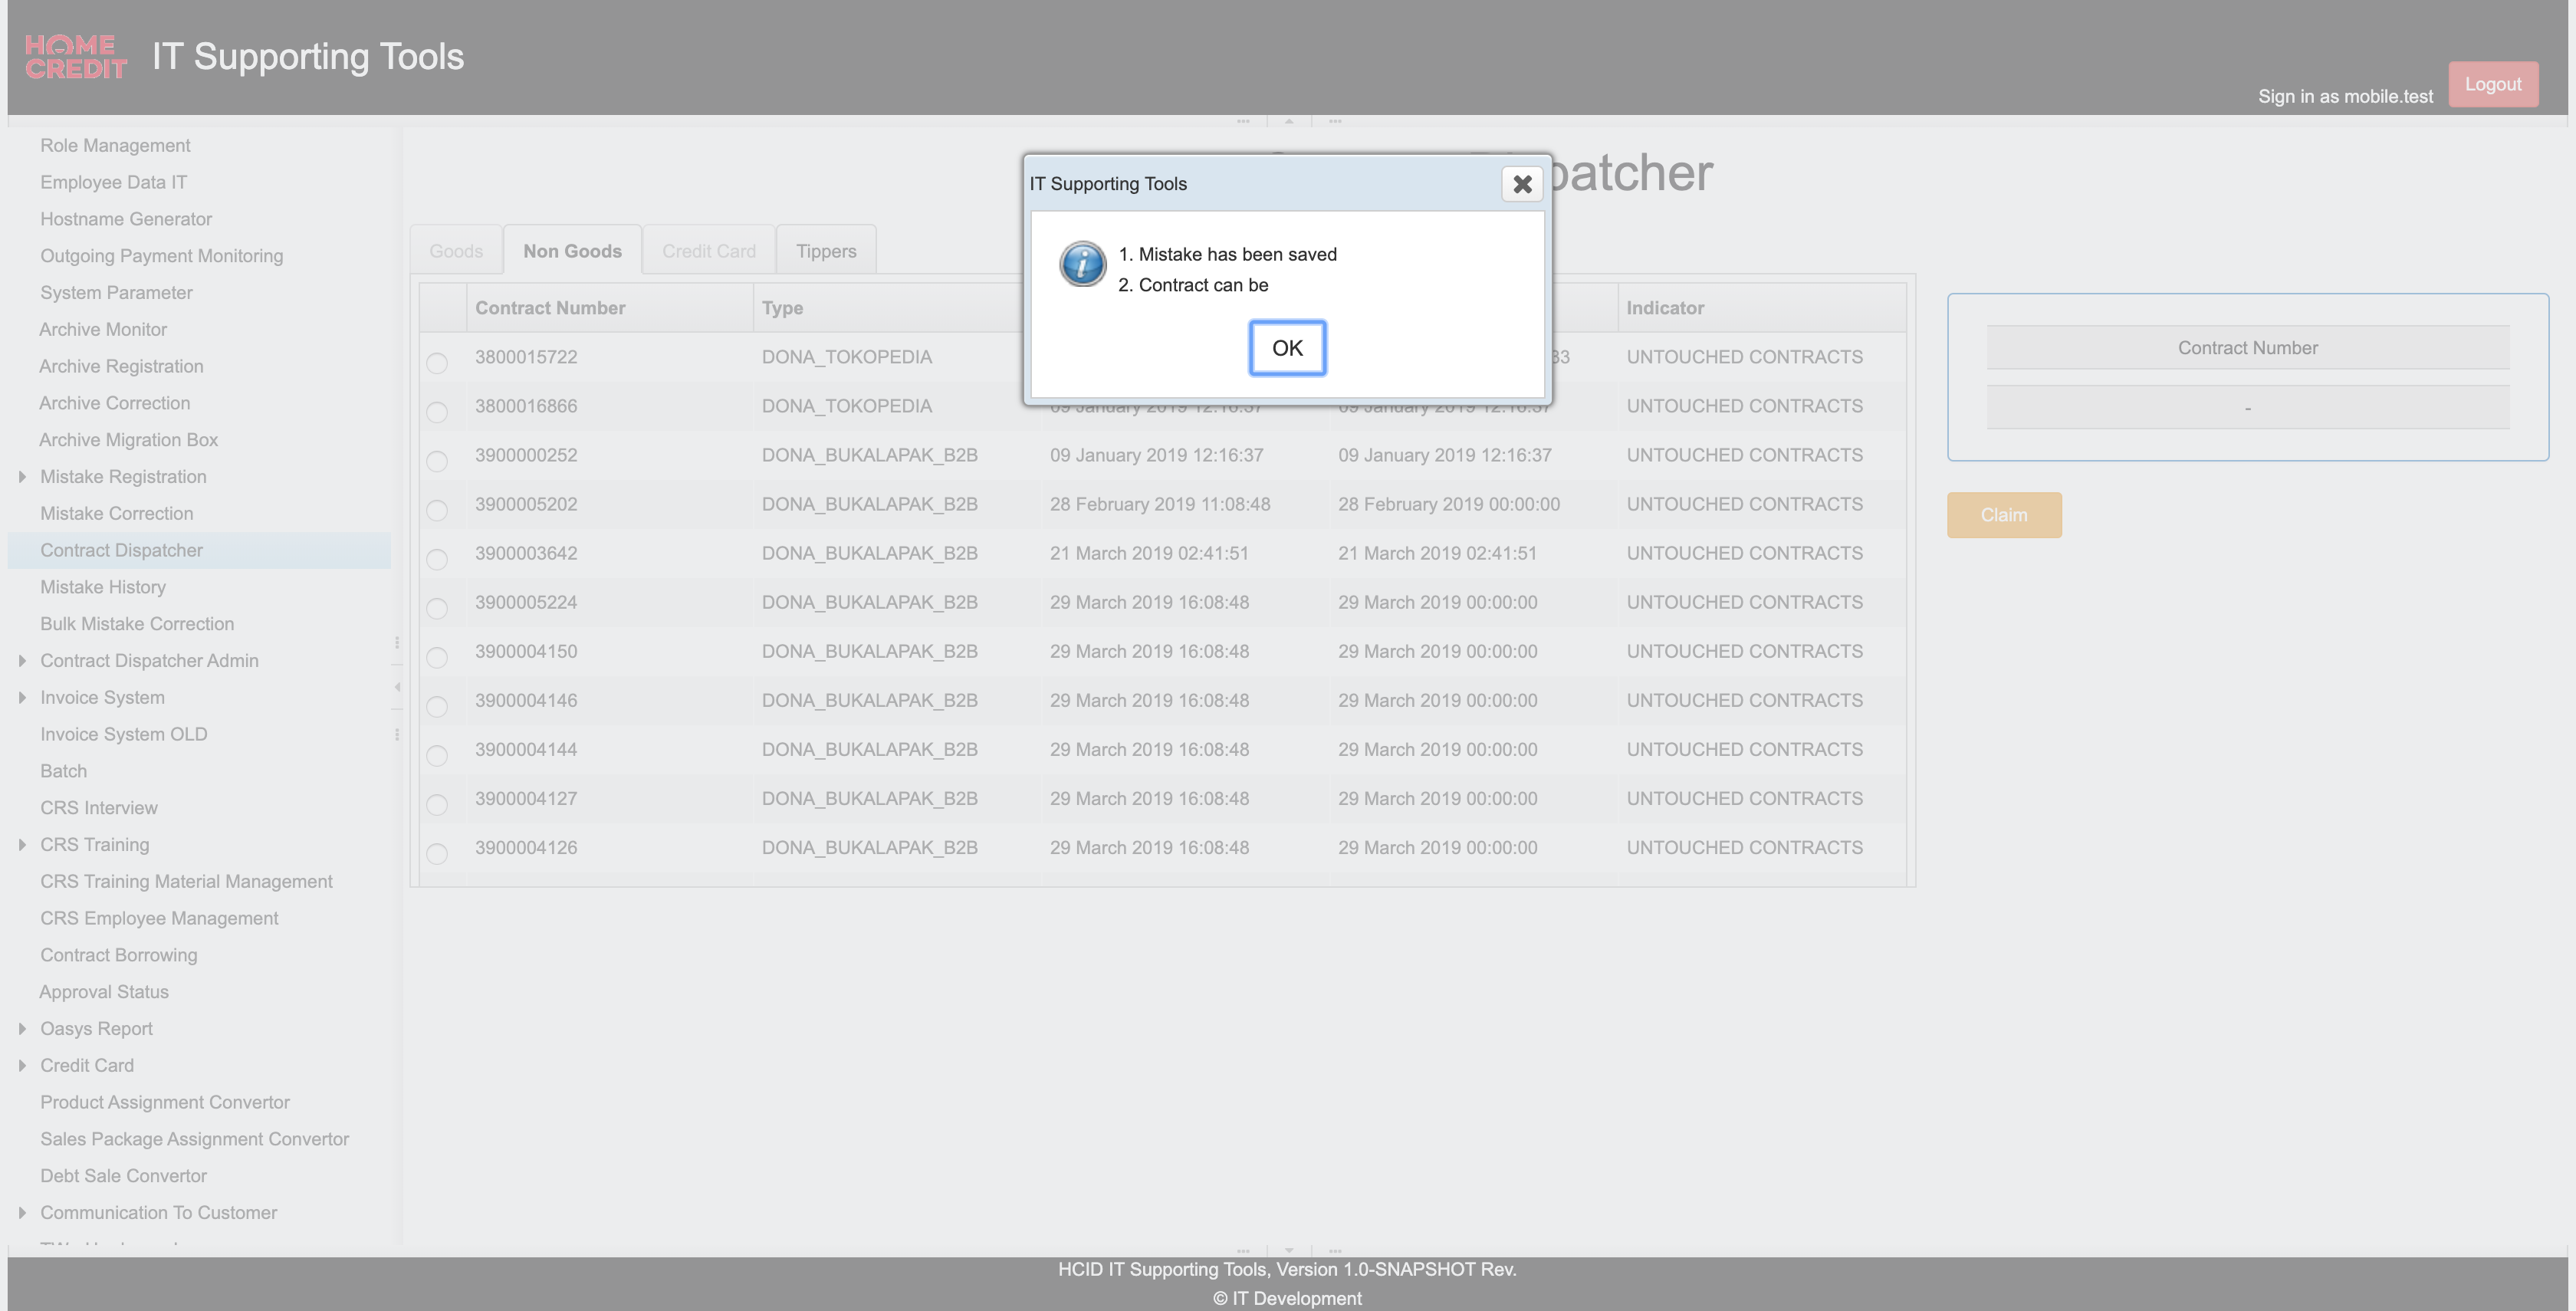 HOME CREDIT
IT Supporting Tools
Sign in as mobile.test
Logout
Role Management
Employee Data IT
Hostname Generator
Outgoing Payment Monitoring
System Parameter
Archive Monitor
Archive Registration
Archive Correction
Archive Migration Box
Mistake Registration
Mistake Correction
Contract Dispatcher
Mistake History
Bulk Mistake Correction
Contract Dispatcher Admin
Invoice System
Invoice System OLD
Batch
CRS Interview
CRS Training
CRS Training Material Management
CRS Employee Management
Contract Borrowing
Approval Status
Oasys Report
Credit Card
Product Assignment Convertor
Sales Package Assignment Convertor
Debt Sale Convertor
Communication To Customer
patcher
IT Supporting Tools
1. Mistake has been saved
2. Contract can be
OK
Goods Non Goods Credit Card Tippers
Contract Number Type Indicator
3800015722 DONA_TOKOPEDIA 33 UNTOUCHED CONTRACTS
3800016866 DONA_TOKOPEDIA 09 January 2019 12:16:37 09 January 2019 12:16:37 UNTOUCHED CONTRACTS
3900000252 DONA_BUKALAPAK_B2B 09 January 2019 12:16:37 09 January 2019 12:16:37 UNTOUCHED CONTRACTS
3900005202 DONA_BUKALAPAK_B2B 28 February 2019 11:08:48 28 February 2019 00:00:00 UNTOUCHED CONTRACTS
3900003642 DONA_BUKALAPAK_B2B 21 March 2019 02:41:51 21 March 2019 02:41:51 UNTOUCHED CONTRACTS
3900005224 DONA_BUKALAPAK_B2B 29 March 2019 16:08:48 29 March 2019 00:00:00 UNTOUCHED CONTRACTS
3900004150 DONA_BUKALAPAK_B2B 29 March 2019 16:08:48 29 March 2019 00:00:00 UNTOUCHED CONTRACTS
3900004146 DONA_BUKALAPAK_B2B 29 March 2019 16:08:48 29 March 2019 00:00:00 UNTOUCHED CONTRACTS
3900004144 DONA_BUKALAPAK_B2B 29 March 2019 16:08:48 29 March 2019 00:00:00 UNTOUCHED CONTRACTS
3900004127 DONA_BUKALAPAK_B2B 29 March 2019 16:08:48 29 March 2019 00:00:00 UNTOUCHED CONTRACTS
3900004126 DONA_BUKALAPAK_B2B 29 March 2019 16:08:48 29 March 2019 00:00:00 UNTOUCHED CONTRACTS
Contract Number
-
Claim
HCID IT Supporting Tools, Version 1.0-SNAPSHOT Rev.
© IT Development